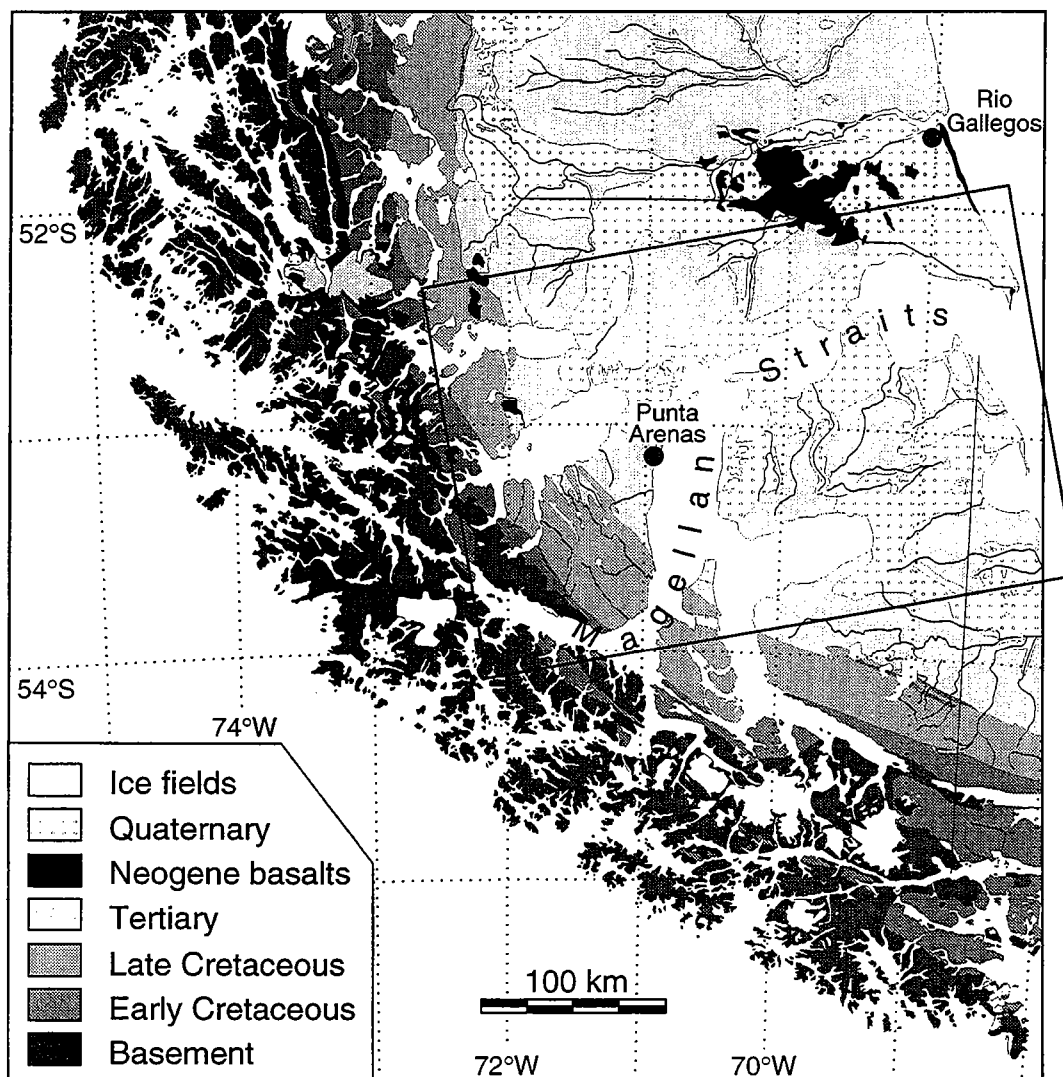 Rio
Gallegos
52°S
Straits
Punta
Arenas
Magellan
54°S
74°W
Ice fields
Quaternary
Neogene basalts
Tertiary
Late Cretaceous
Early Cretaceous
Basement
100 km
72°W
70°W